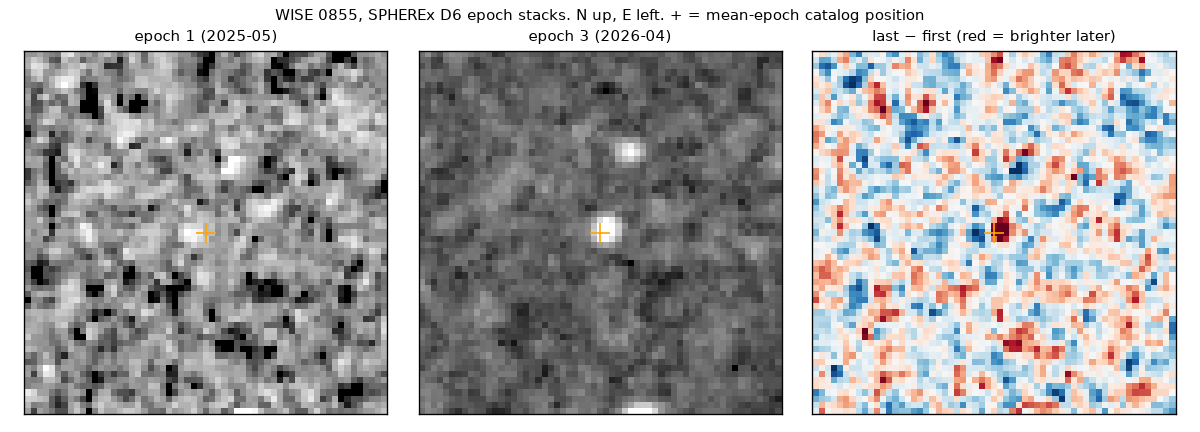 WISE 0855, SPHEREx D6 epoch stacks. N up, E left. + = mean-epoch catalog position
epoch 1 (2025-05)
epoch 3 (2026-04)
last − first (red = brighter later)